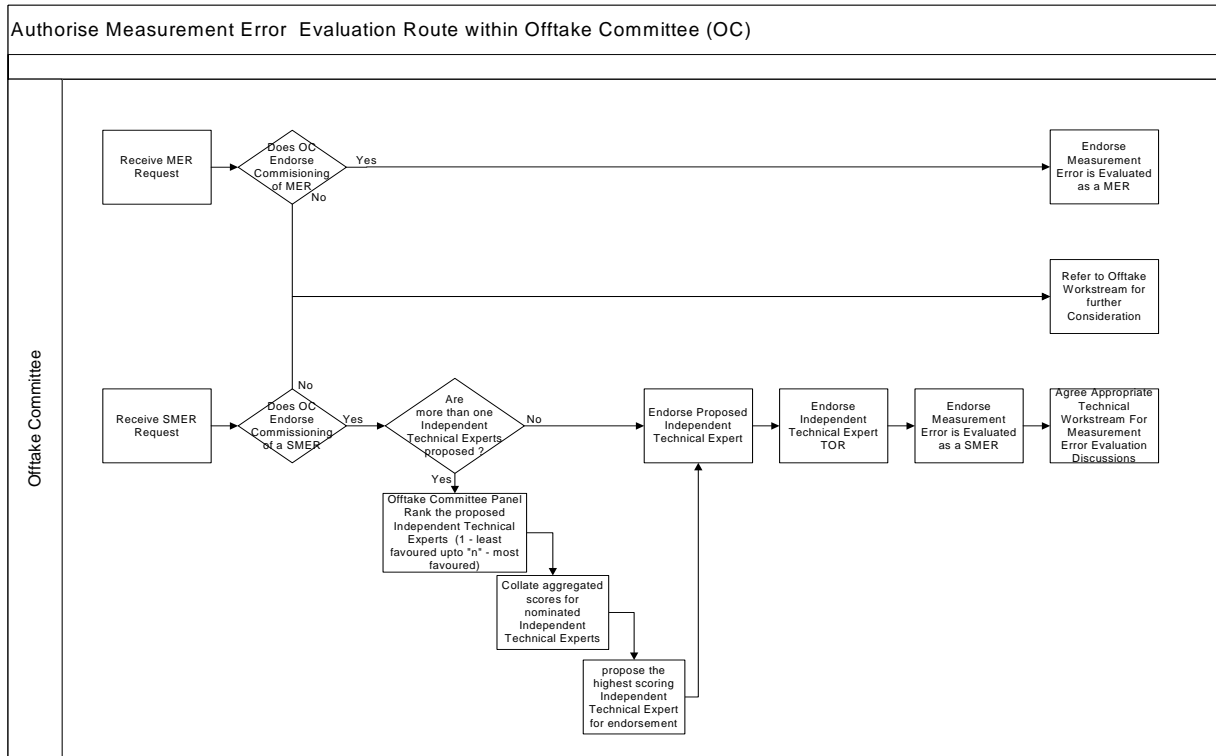 Authorise Measurement Error  Evaluation Route within Offtake Committee (OC)
Offtake Committee
Receive MER
Request
Does OC
Endorse
Commisioning
of MER
Yes
No
Endorse
Measurement
Error is Evaluated
as a MER
Refer to Offtake
Workstream for
further
Consideration
Receive SMER
Request
No
Does OC
Endorse
Commissioning
of a SMER
Yes
Are
more than one
Independent
Technical Experts
proposed ?
No
Yes
Endorse Proposed
Independent
Technical Expert
Endorse
Independent
Technical Expert
TOR
Endorse
Measurement
Error is Evaluated
as a SMER
Agree Appropriate
Technical
Workstream For
Measurement
Error Evaluation
Discussions
Offtake Committee Panel
Rank the proposed
Independent Technical
Experts  (1 - least
favoured upto "n" - most
favoured)
Collate aggregated
scores for
nominated
Independent
Technical Experts
propose the
highest scoring
Independent
Technical Expert
for endorsement